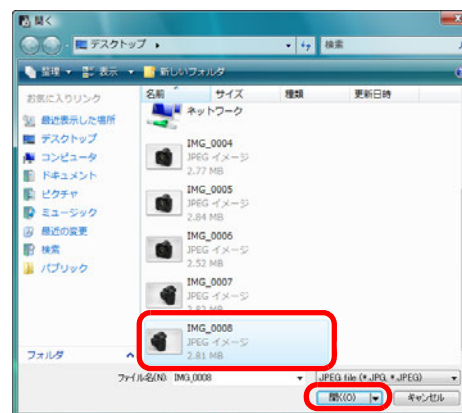 開く
デスクトップ
検索
整理 表示 新しいフォルダ
お気に入りリンク
最近表示した場所
デスクトップ
コンピュータ
ドキュメント
ピクチャ
ミュージック
最近の変更
検索
パブリック
フォルダ
名前 サイズ 種類 更新日時
ネットワーク
IMG_0004
JPEG イメージ
2.77 MB
IMG_0005
JPEG イメージ
2.84 MB
IMG_0006
JPEG イメージ
2.52 MB
IMG_0007
JPEG イメージ
IMG_0008
JPEG イメージ
2.81 MB
ファイル名(N): IMG_0008
JPEG file (*.JPG, *.JPEG)
開く(O) キャンセル